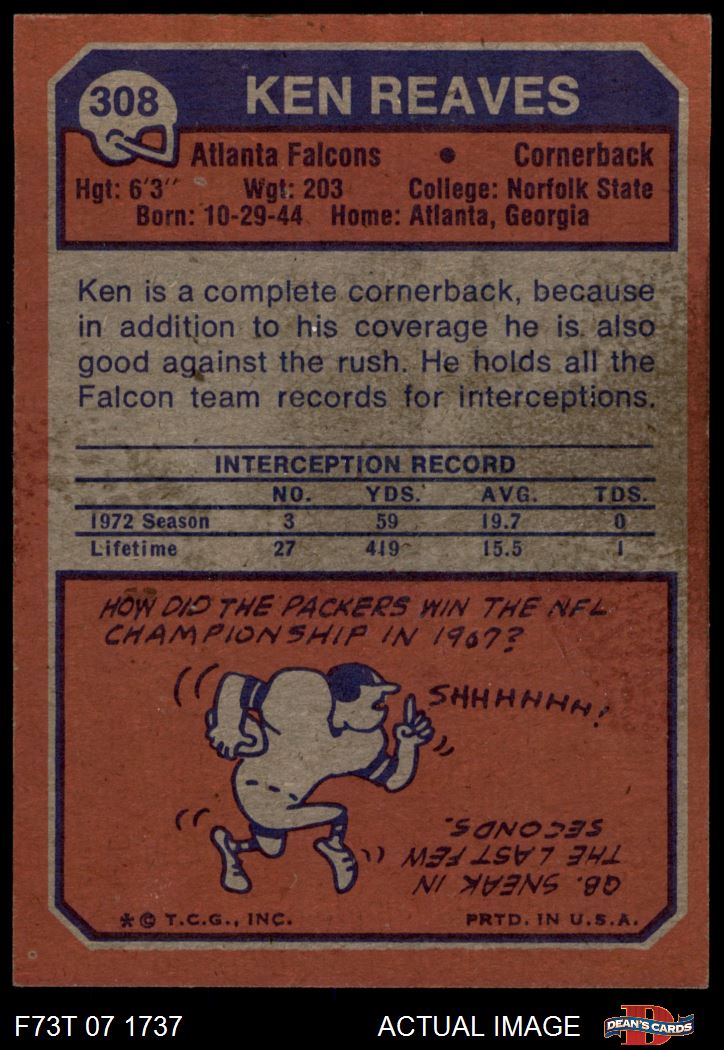 308
KEN REAVES
Atlanta Falcons • Cornerback
Hgt: 6'3" Wgt: 203 College: Norfolk State
Born: 10-29-44 Home: Atlanta, Georgia
Ken is a complete cornerback, because
in addition to his coverage he is also
good against the rush. He holds all the
Falcon team records for interceptions.
INTERCEPTION RECORD
NO. YDS. AVG. TDS.
1972 Season 3 59 19.7 0
Lifetime 27 419 15.5 1
HOW DID THE PACKERS WIN THE NFL
CHAMPIONSHIP IN 1967?
SHHHHHH!
QB. SNEAK IN
THE LAST FEW
SECONDS.
* © T.C.G., INC. PRTD. IN U.S.A.
F73T 07 1737 ACTUAL IMAGE D DEAN'S CARDS